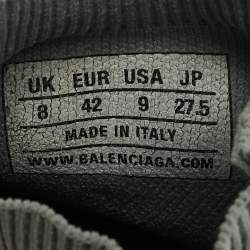 UK EUR USA JP
8 42 9 27.5
MADE IN ITALY
WWW.BALENCIAGA.COM